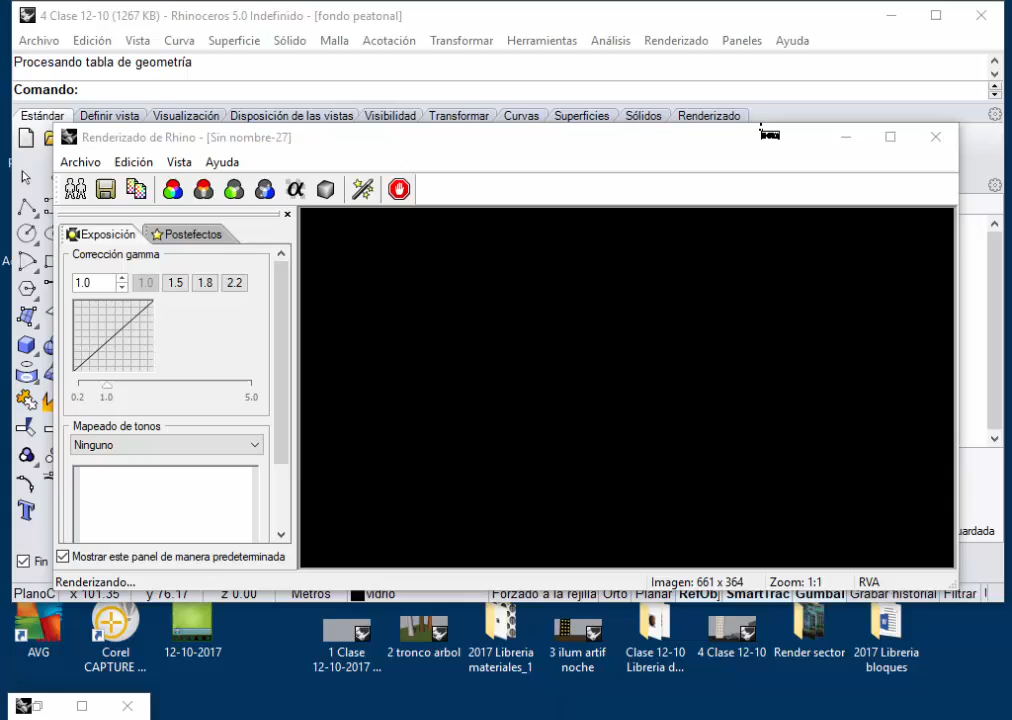 4 Clase 12-10 (1267 KB) - Rhinoceros 5.0 Indefinido - [fondo peatonal]
Archivo Edición Vista Curva Superficie Sólido Malla Acotación Transformar Herramientas Análisis Renderizado Paneles Ayuda
Procesando tabla de geometría
Comando:
Estándar Definir vista Visualización Disposición de las vistas Visibilidad Transformar Curvas Superficies Sólidos Renderizado
Renderizado de Rhino - [Sin nombre-27]
Archivo Edición Vista Ayuda
Exposición Postefectos
Corrección gamma
1.0 1.0 1.5 1.8 2.2
0.2 1.0 5.0
Mapeado de tonos
Ninguno
uardada
Mostrar este panel de manera predeterminada
Fin
Renderizando... Imagen: 661 x 364 Zoom: 1:1 RVA
PlanoC x 101.35 y 76.17 z 0.00 Metros vidrio Forzado a la rejilla Orto Planar RefObj SmartTrac Gumbal Grabar historial Filtrar
AVG
Corel CAPTURE ...
12-10-2017
1 Clase
12-10-2017 ...
2 tronco arbol
2017 Libreria
materiales_1
3 ilum artif
noche
Clase 12-10
Libreria d...
4 Clase 12-10
Render sector
2017 Libreria
bloques